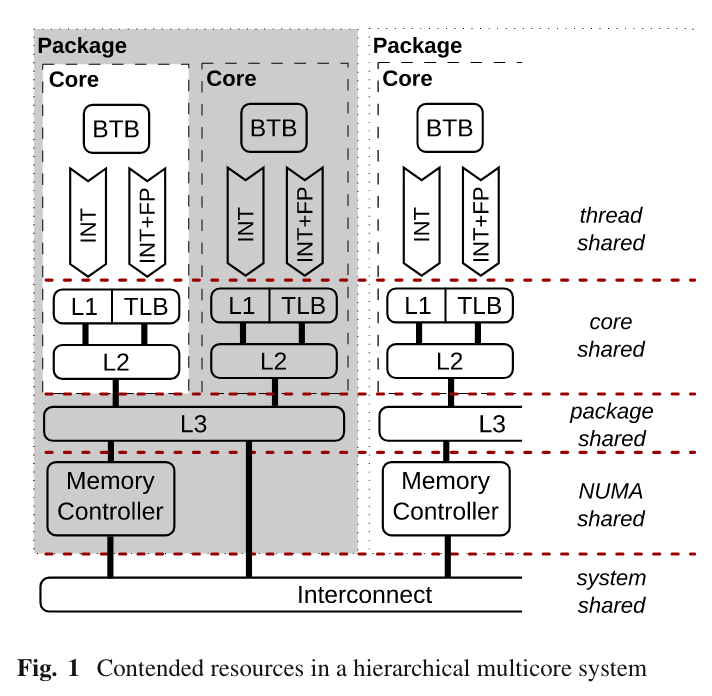 Package
Package
Core
Core
Core
BTB
BTB
BTB
INT
INT+FP
INT
INT+FP
INT
INT+FP
thread
shared
L1
TLB
L1
TLB
L1
TLB
core
shared
L2
L2
L2
L3
L3
package
shared
Memory
Controller
Memory
Controller
NUMA
shared
Interconnect
system
shared
Fig. 1 Contended resources in a hierarchical multicore system